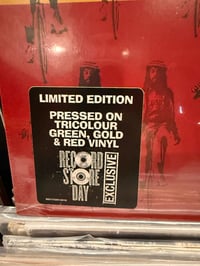 LIMITED EDITION
PRESSED ON
TRICOLOUR
GREEN, GOLD
& RED VINYL
RECORD
STORE
DAY
EXCLUSIVE